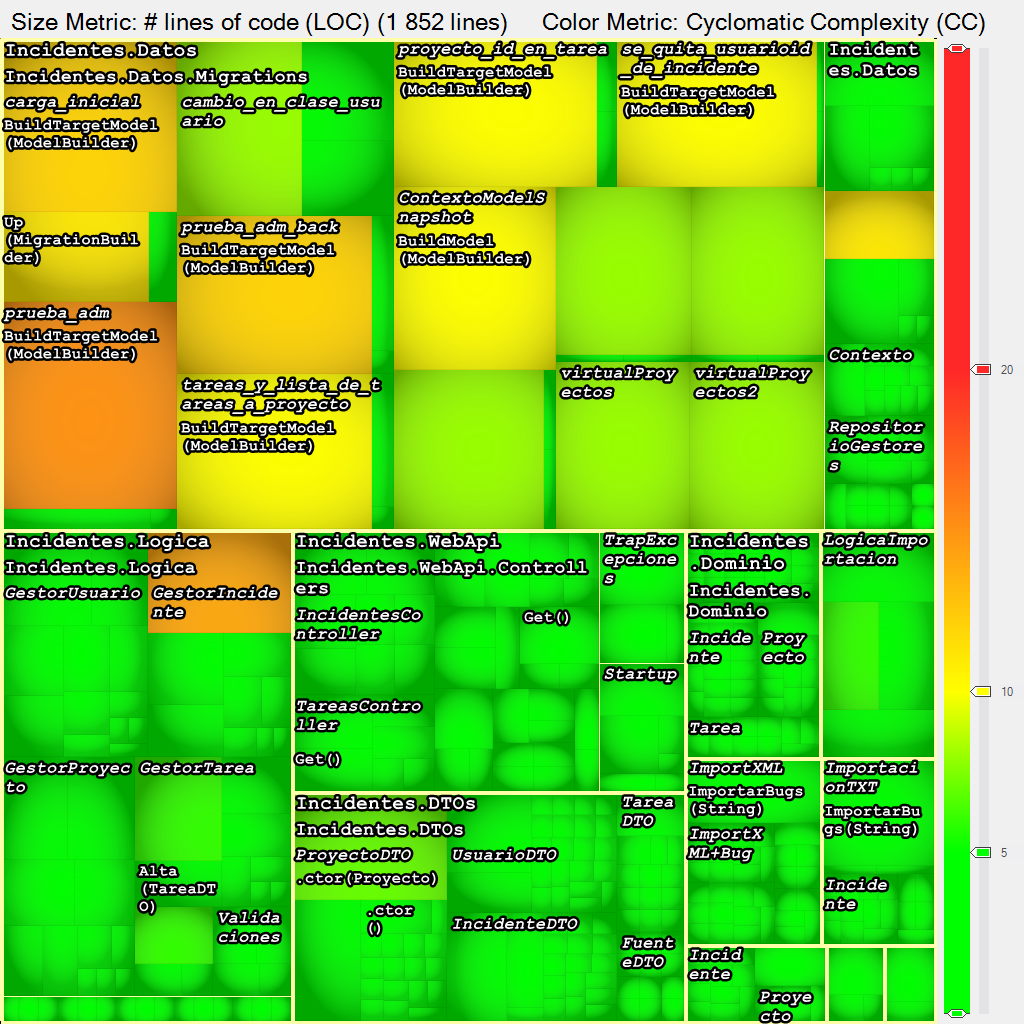 Size Metric: # lines of code (LOC) (1 852 lines)
Color Metric: Cyclomatic Complexity (CC)
Incidentes.Datos
Incidentes.Datos.Migrations
carga_inicial
BuildTargetModel
(ModelBuilder)
cambio_en_clase_usu
ario
proyecto_id_en_tarea
BuildTargetModel
(ModelBuilder)
se_quita_usuarioid
_de_incidente
BuildTargetModel
(ModelBuilder)
Incident
es.Datos
Up
(MigrationBuil
der)
prueba_adm_back
BuildTargetModel
(ModelBuilder)
ContextoModelS
napshot
BuildModel
(ModelBuilder)
prueba_adm
BuildTargetModel
(ModelBuilder)
tareas_y_lista_de_t
areas_a_proyecto
BuildTargetModel
(ModelBuilder)
virtualProy
ectos
virtualProy
ectos2
Contexto
Repositor
ioGestore
s
20
Incidentes.Logica
Incidentes.Logica
GestorUsuario
GestorIncide
nte
Incidentes.WebApi
Incidentes.WebApi.Controll
ers
IncidentesCo
ntroller
Get()
TrapExc
epcione
s
Startup
TareasContro
ller
Get()
Incidentes
.Dominio
Incidentes.
Dominio
Incide
nte
Proy
ecto
Tarea
LogicaImpo
rtacion
10
GestorProyec
to
GestorTarea
Alta
(TareaDT
O)
Valida
ciones
Incidentes.DTOs
Incidentes.DTOs
ProyectoDTO
.ctor(Proyecto)
.ctor
()
UsuarioDTO
IncidenteDTO
Tarea
DTO
Fuent
eDTO
ImportXML
ImportarBugs
(String)
ImportX
ML+Bug
Importaci
onTXT
ImportarBu
gs(String)
Incide
nte
5
Incid
ente
Proye
cto